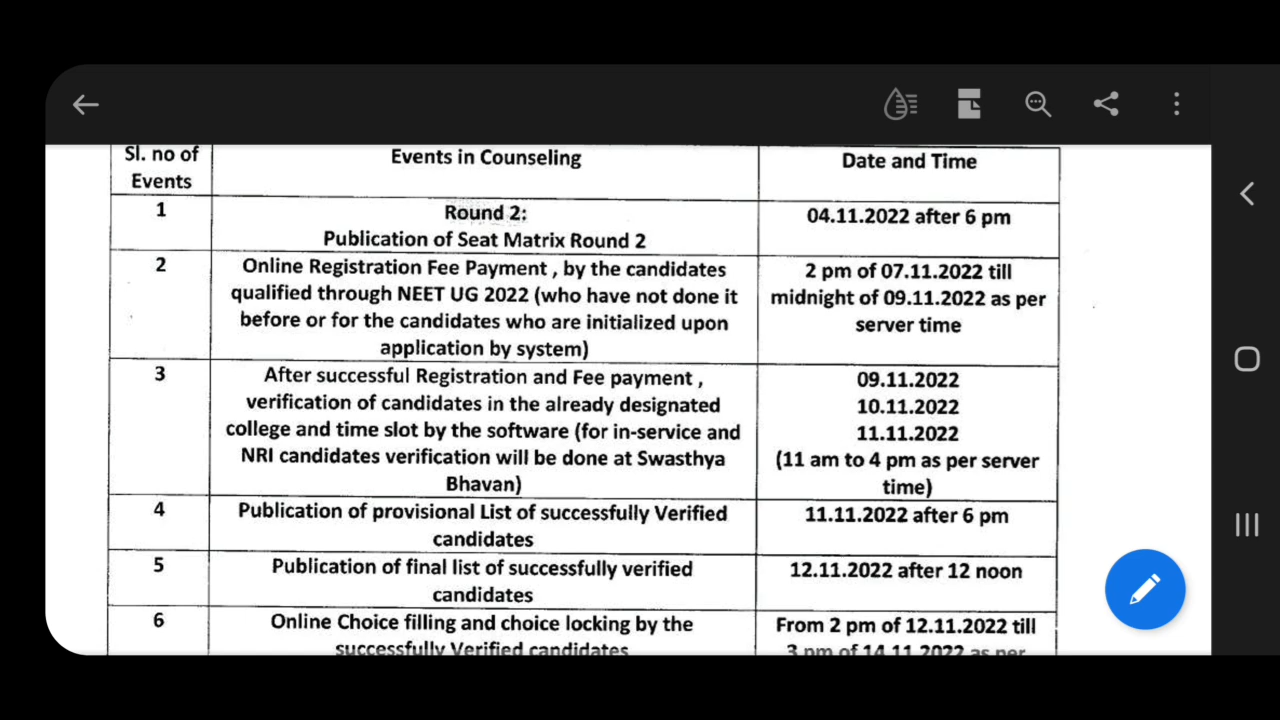 Sl. no of
Events
Events in Counseling
Date and Time
1
Round 2:
Publication of Seat Matrix Round 2
04.11.2022 after 6 pm
2
Online Registration Fee Payment , by the candidates
qualified through NEET UG 2022 (who have not done it
before or for the candidates who are initialized upon
application by system)
2 pm of 07.11.2022 till
midnight of 09.11.2022 as per
server time
3
After successful Registration and Fee payment ,
verification of candidates in the already designated
college and time slot by the software (for in-service and
NRI candidates verification will be done at Swasthya
Bhavan)
09.11.2022
10.11.2022
11.11.2022
(11 am to 4 pm as per server
time)
4
Publication of provisional List of successfully Verified
candidates
11.11.2022 after 6 pm
5
Publication of final list of successfully verified
candidates
12.11.2022 after 12 noon
6
Online Choice filling and choice locking by the
successfully Verified candidates
From 2 pm of 12.11.2022 till
3 pm of 14.11.2022 as per